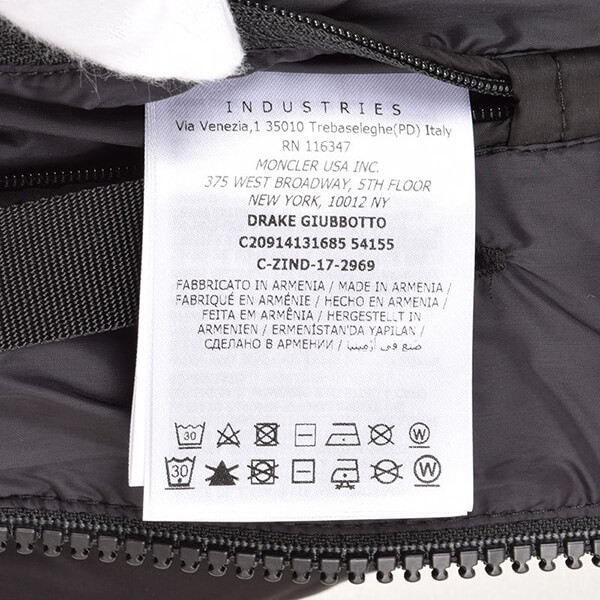 INDUSTRIES
Via Venezia,1 35010 Trebaseleghe(PD) Italy
RN 116347
MONCLER USA INC.
375 WEST BROADWAY, 5TH FLOOR
NEW YORK, 10012 NY
DRAKE GIUBBOTTO
C20914131685 54155
C-ZIND-17-2969
FABBRICATO IN ARMENIA / MADE IN ARMENIA /
FABRIQUÉ EN ARMÉNIE / HECHO EN ARMENIA /
FEITA EM ARMÊNIA / HERGESTELLT IN
ARMENIEN / ERMENİSTAN'DA YAPILAN /
СДЕЛАНО В АРМЕНИИ / صنع في أرمينيا
30 W
30 W